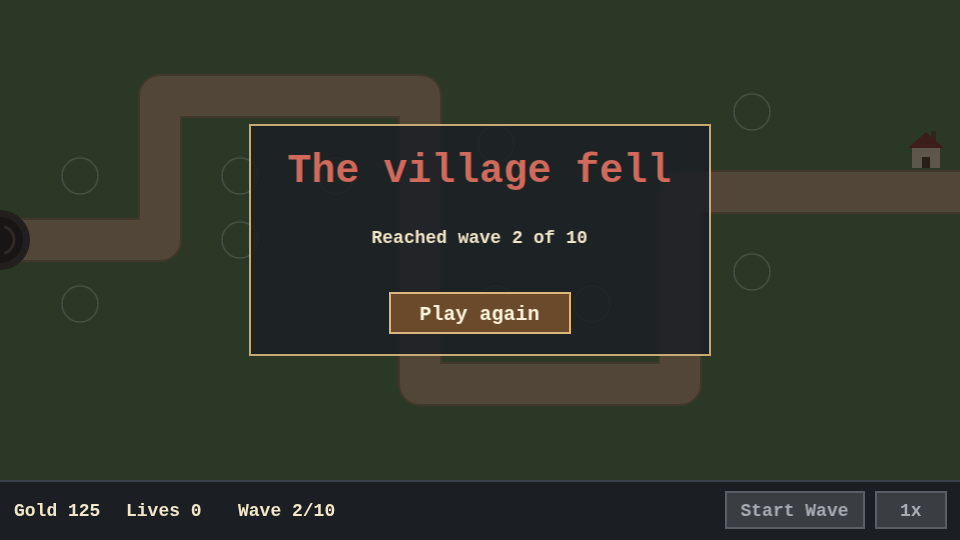 The village fell
Reached wave 2 of 10
Play again
Gold 125 Lives 0 Wave 2/10 Start Wave 1x